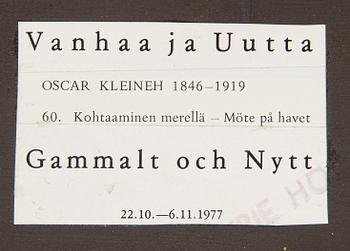 Vanhaa ja Uutta
OSCAR KLEINEH 1846–1919
60. Kohtaaminen merellä – Möte på havet
Gammalt och Nytt
22.10.—6.11.1977